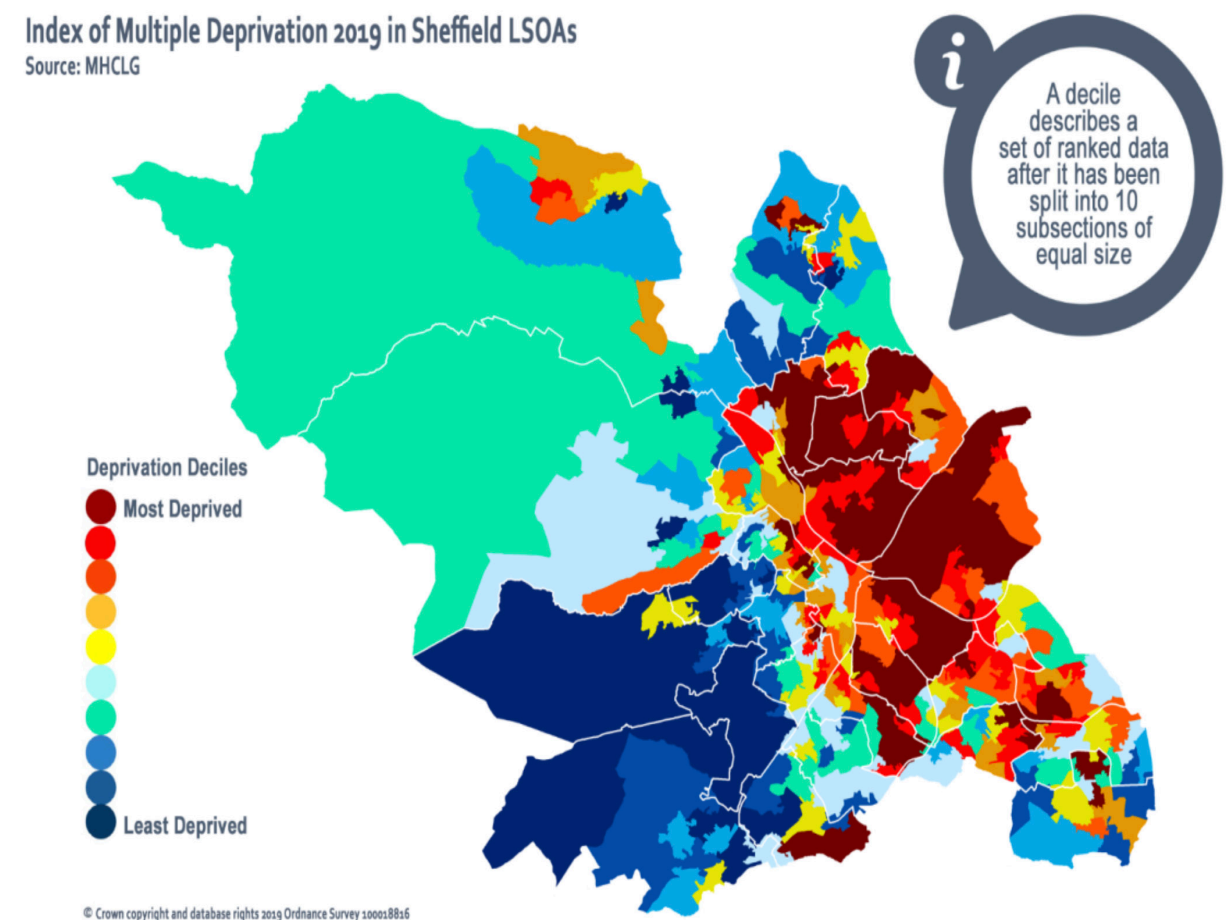 Index of Multiple Deprivation 2019 in Sheffield LSOAs
Source: MHCLG
i
A decile
describes a
set of ranked data
after it has been
split into 10
subsections of
equal size
Deprivation Deciles
Most Deprived
Least Deprived
© Crown copyright and database rights 2019 Ordnance Survey 100018816